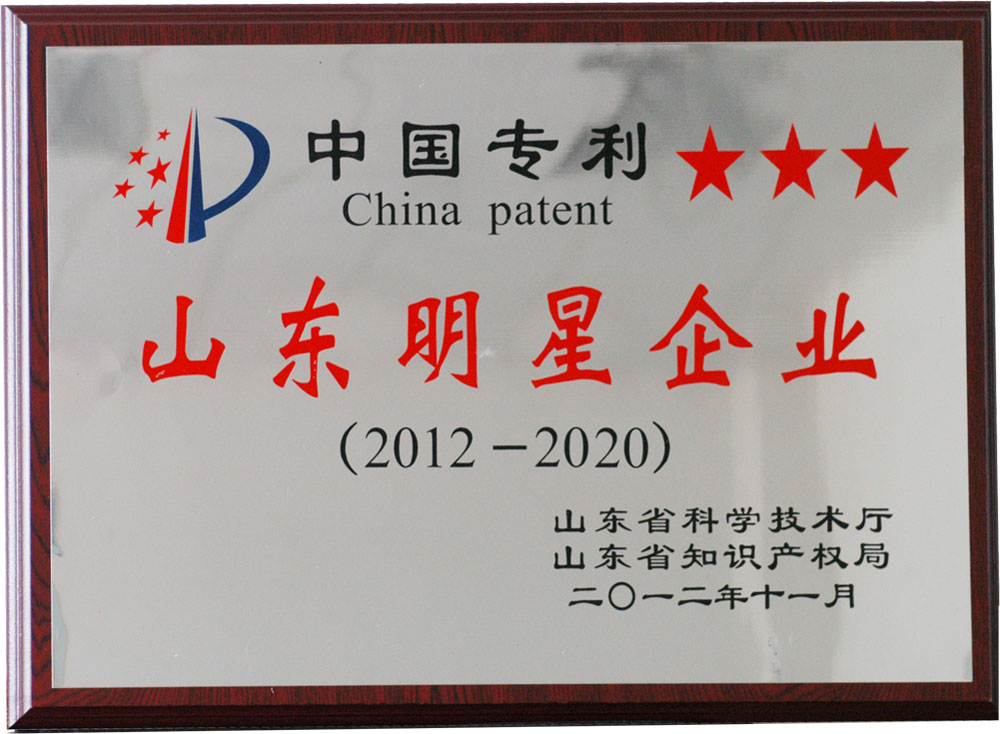 中国专利
China patent
山东明星企业
(2012-2020)
山东省科学技术厅
山东省知识产权局
二〇一二年十一月